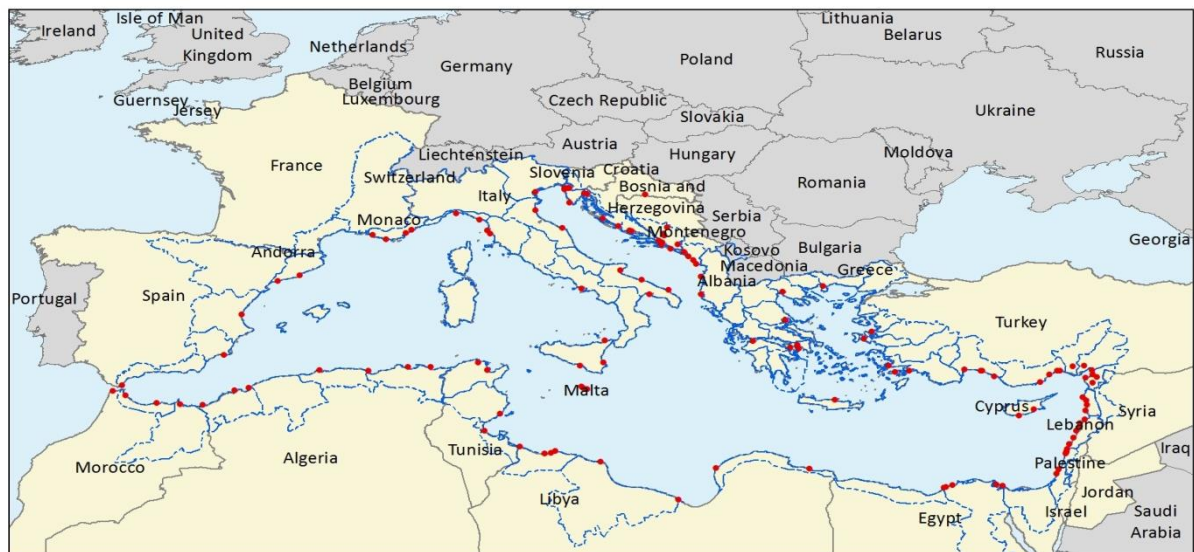 Isle of Man
Ireland
United
Kingdom
Lithuania
Belarus
Russia
Netherlands
Germany
Poland
Belgium
Luxembourg
Guernsey
Jersey
Czech Republic
Slovakia
Ukraine
France
Liechtenstein
Austria
Hungary
Moldova
Switzerland
Slovenia
Croatia
Romania
Italy
Bosnia and
Herzegovina
Serbia
Monaco
Montenegro
Andorra
Kosovo
Bulgaria
Georgia
Macedonia
Greece
Albania
Portugal
Spain
Turkey
Malta
Cyprus
Syria
Lebanon
Morocco
Algeria
Tunisia
Palestine
Iraq
Libya
Jordan
Egypt
Israel
Saudi
Arabia